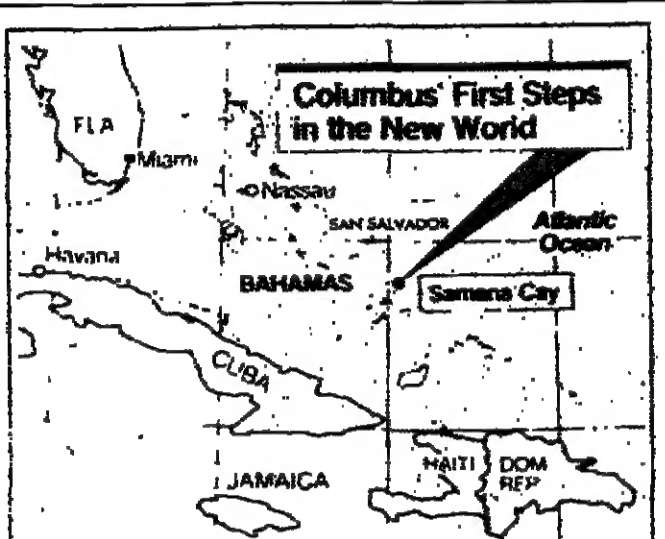 Columbus' First Steps
in the New World
FLA
Miami
Nassau
SAN SALVADOR
Atlantic
Ocean
Havana
BAHAMAS
Samana Cay
CUBA
HAITI
DOM
REP
JAMAICA